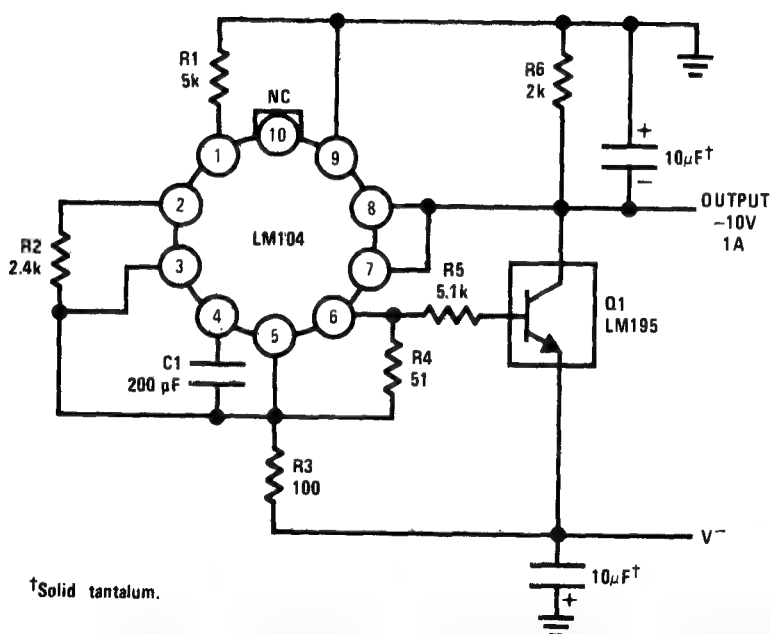 R1
5k
NC
10
1
9
R6
2k
+
10µF†
−
2
8
OUTPUT
−10V
1A
LM104
R2
2.4k
3
7
R5
5.1k
Q1
LM195
4
5
6
C1
200 pF
R4
51
R3
100
V−
10µF†
+
†Solid tantalum.